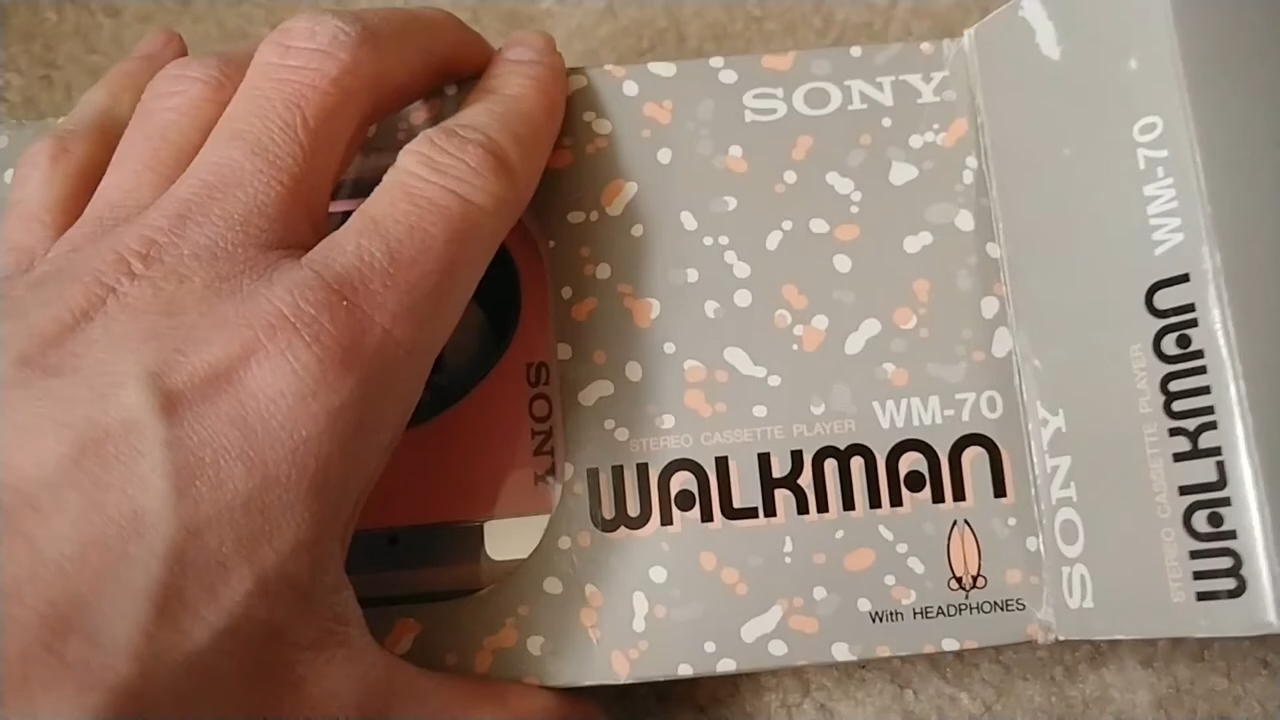 SONY
SONY
WM-70
STEREO CASSETTE PLAYER
WALKMAN
With HEADPHONES
SONY
STEREO CASSETTE PLAYER
WALKMAN WM-70